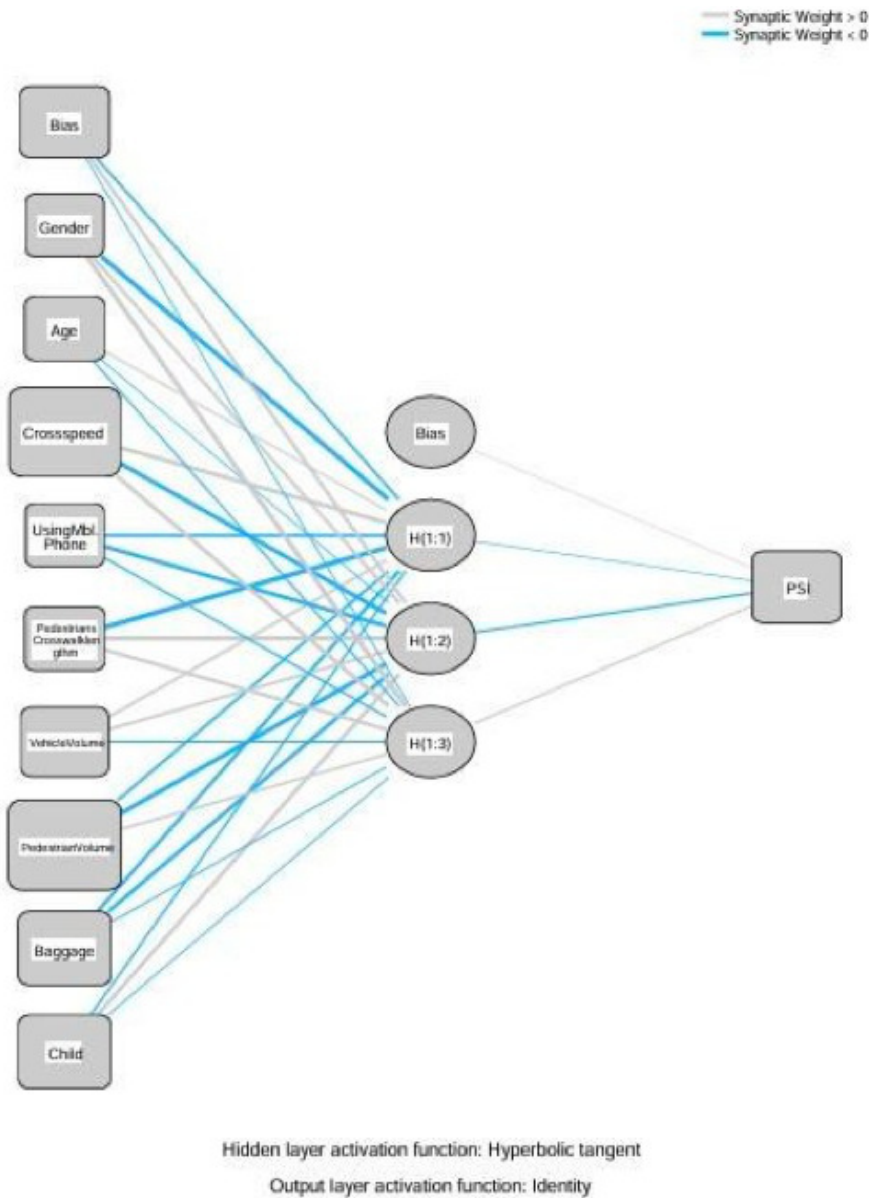 Synaptic Weight > 0
Synaptic Weight < 0
Bias
Gender
Age
Crossspeed
UsingMbl.
Phone
Pedestrians
Crosswalklen
gthm
VehicleVolume
PedestrianVolume
Baggage
Child
Bias
H(1:1)
H(1:2)
H(1:3)
PSI
Hidden layer activation function: Hyperbolic tangent
Output layer activation function: Identity